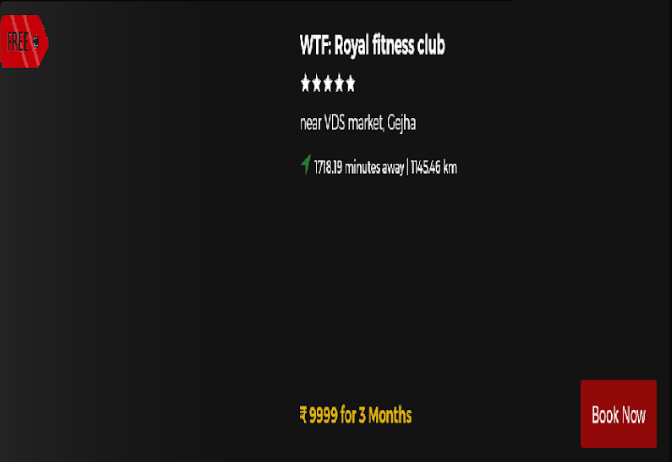 FREE
WTF: Royal fitness club
near VDS market, Gejha
1718.19 minutes away | 1145.46 km
₹ 9999 for 3 Months
Book Now